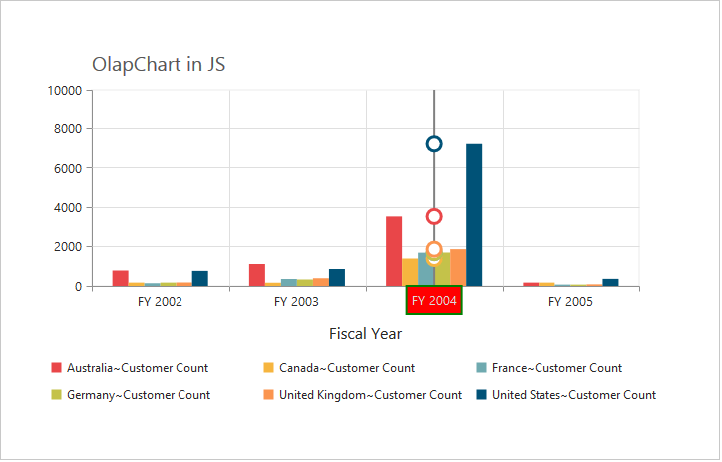 OlapChart in JS
10000
8000
6000
4000
2000
0
FY 2002 FY 2003 FY 2004 FY 2005
Fiscal Year
Australia~Customer Count Canada~Customer Count France~Customer Count
Germany~Customer Count United Kingdom~Customer Count United States~Customer Count